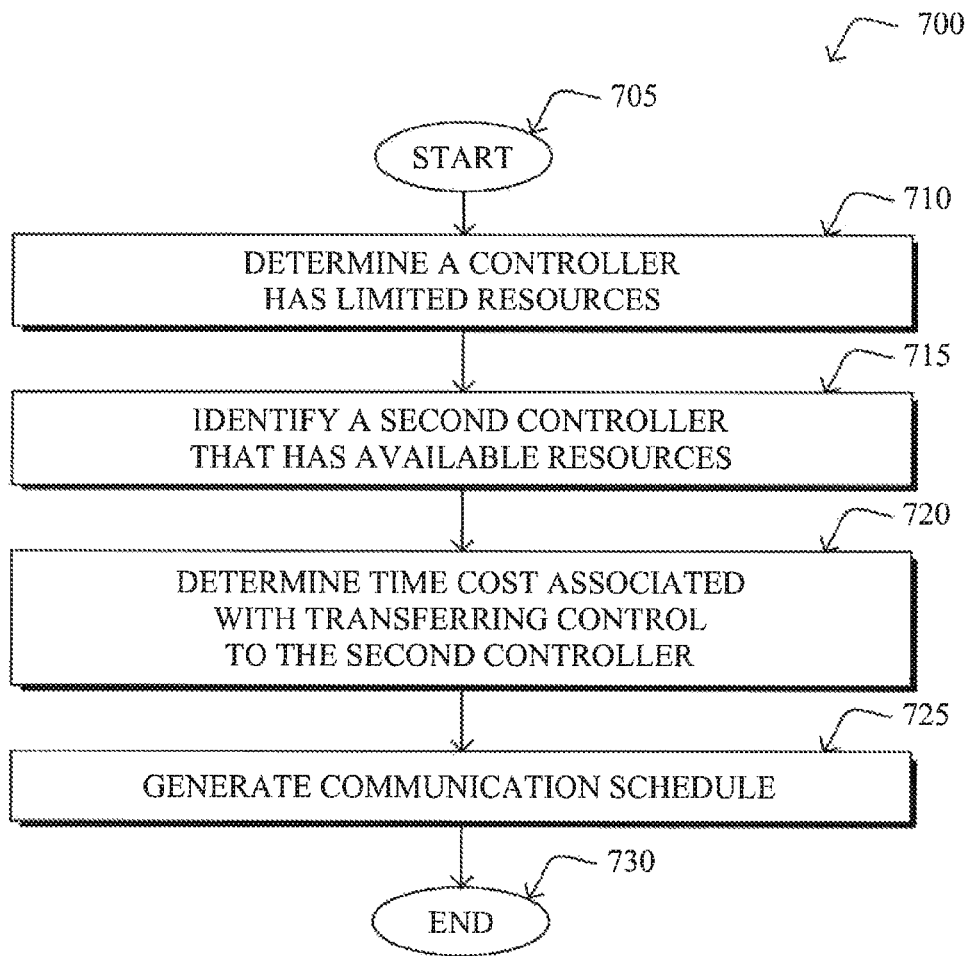 700
705
START
710
DETERMINE A CONTROLLER
HAS LIMITED RESOURCES
715
IDENTIFY A SECOND CONTROLLER
THAT HAS AVAILABLE RESOURCES
720
DETERMINE TIME COST ASSOCIATED
WITH TRANSFERRING CONTROL
TO THE SECOND CONTROLLER
725
GENERATE COMMUNICATION SCHEDULE
730
END